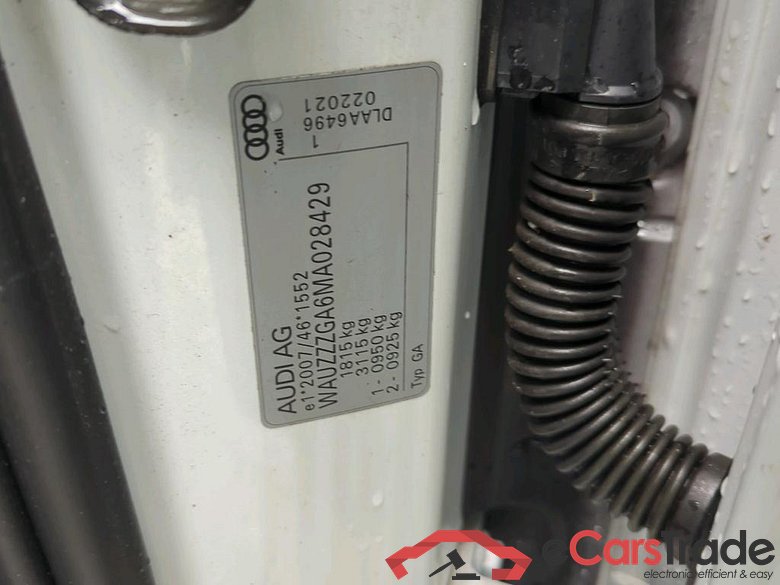 AUDI AG
e1*2007/46*1552
WAUZZZGA6MA028429
1815 kg
3115 kg
1 - 0950 kg
2 - 0925 kg
Typ GA
Audi
1
DLAA6496
022021
eCarsTrade
electronic, efficient & easy